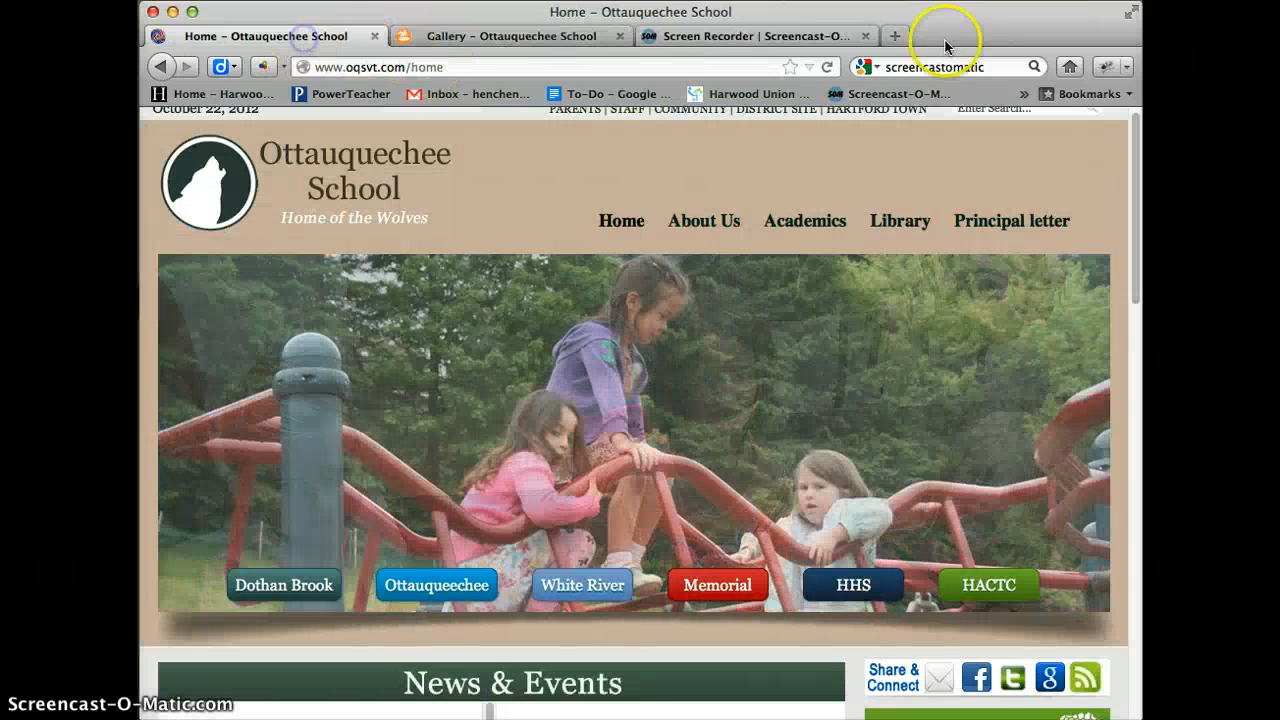 Home – Ottauquechee School
Home – Ottauquechee School
Gallery – Ottauquechee School
Screen Recorder | Screencast-O...
www.oqsvt.com/home
screencastomatic
Home – Harwoo...
PowerTeacher
Inbox – henchen...
To-Do – Google ...
Harwood Union ...
Screencast-O-M...
Bookmarks
October 22, 2012
PARENTS | STAFF | COMMUNITY | DISTRICT SITE | HARTFORD TOWN
Enter Search...
Ottauquechee
School
Home of the Wolves
Home
About Us
Academics
Library
Principal letter
Dothan Brook
Ottauqueechee
White River
Memorial
HHS
HACTC
News & Events
Share &
Connect
Screencast-O-Matic.com